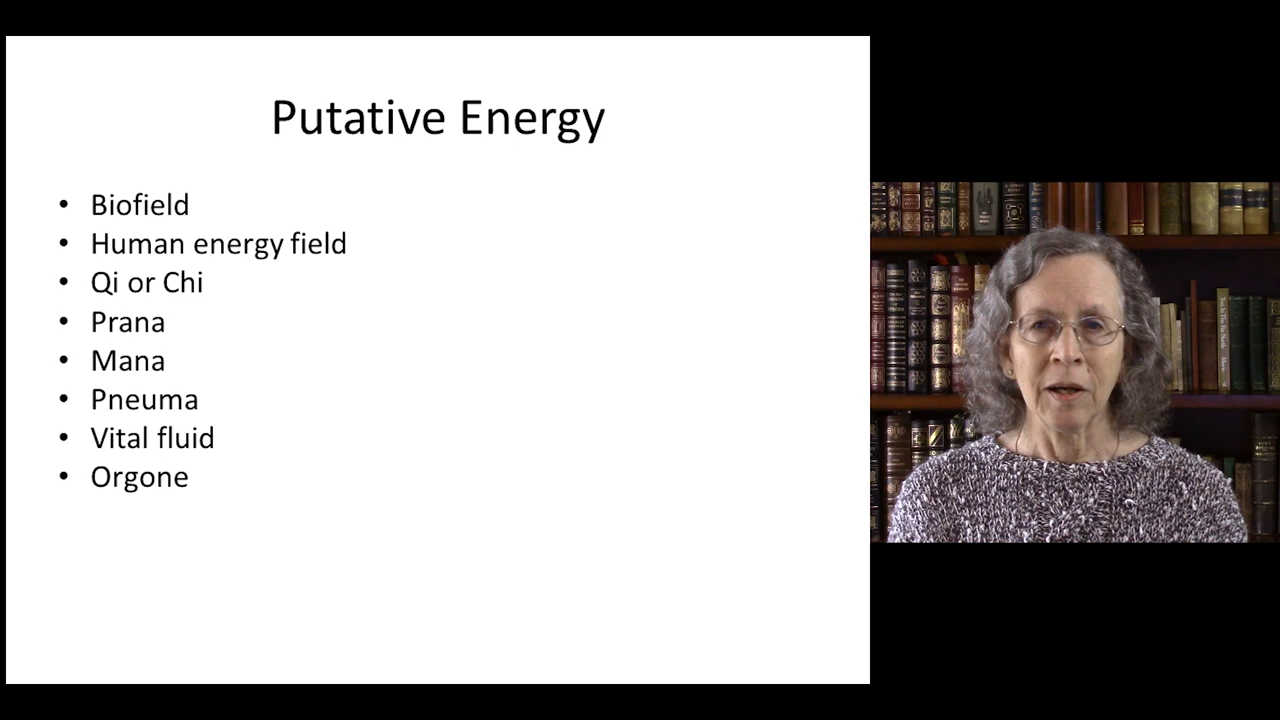 Putative Energy
• Biofield
• Human energy field
• Qi or Chi
• Prana
• Mana
• Pneuma
• Vital fluid
• Orgone